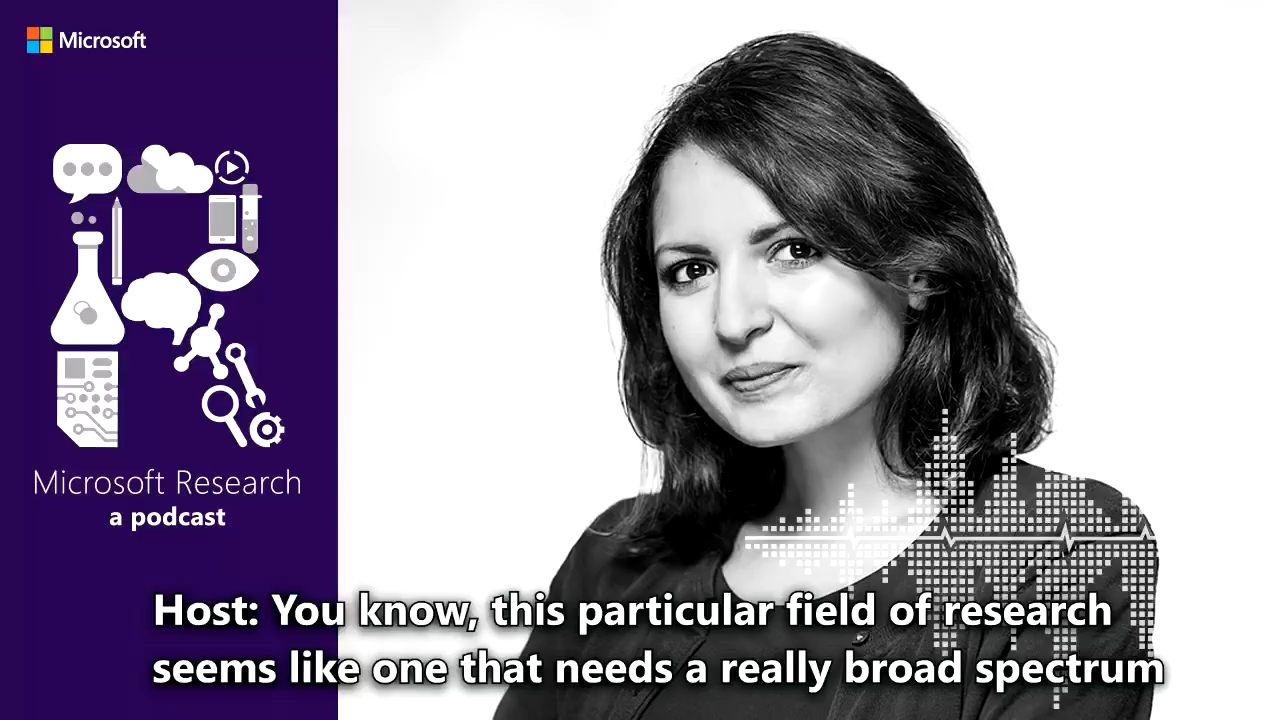 Microsoft
Microsoft Research
a podcast
Host: You know, this particular field of research
seems like one that needs a really broad spectrum